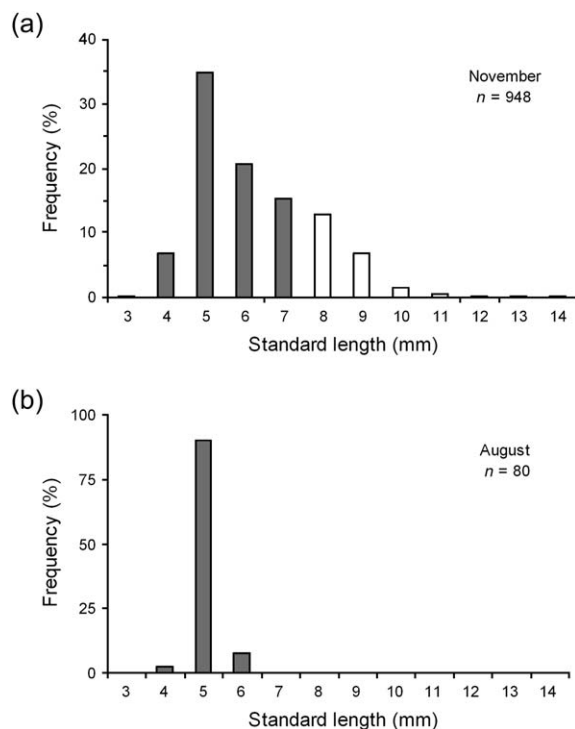 (a)
40
30
20
10
0
Frequency (%)
November
n = 948
3 4 5 6 7 8 9 10 11 12 13 14
Standard length (mm)
(b)
100
75
50
25
0
Frequency (%)
August
n = 80
3 4 5 6 7 8 9 10 11 12 13 14
Standard length (mm)